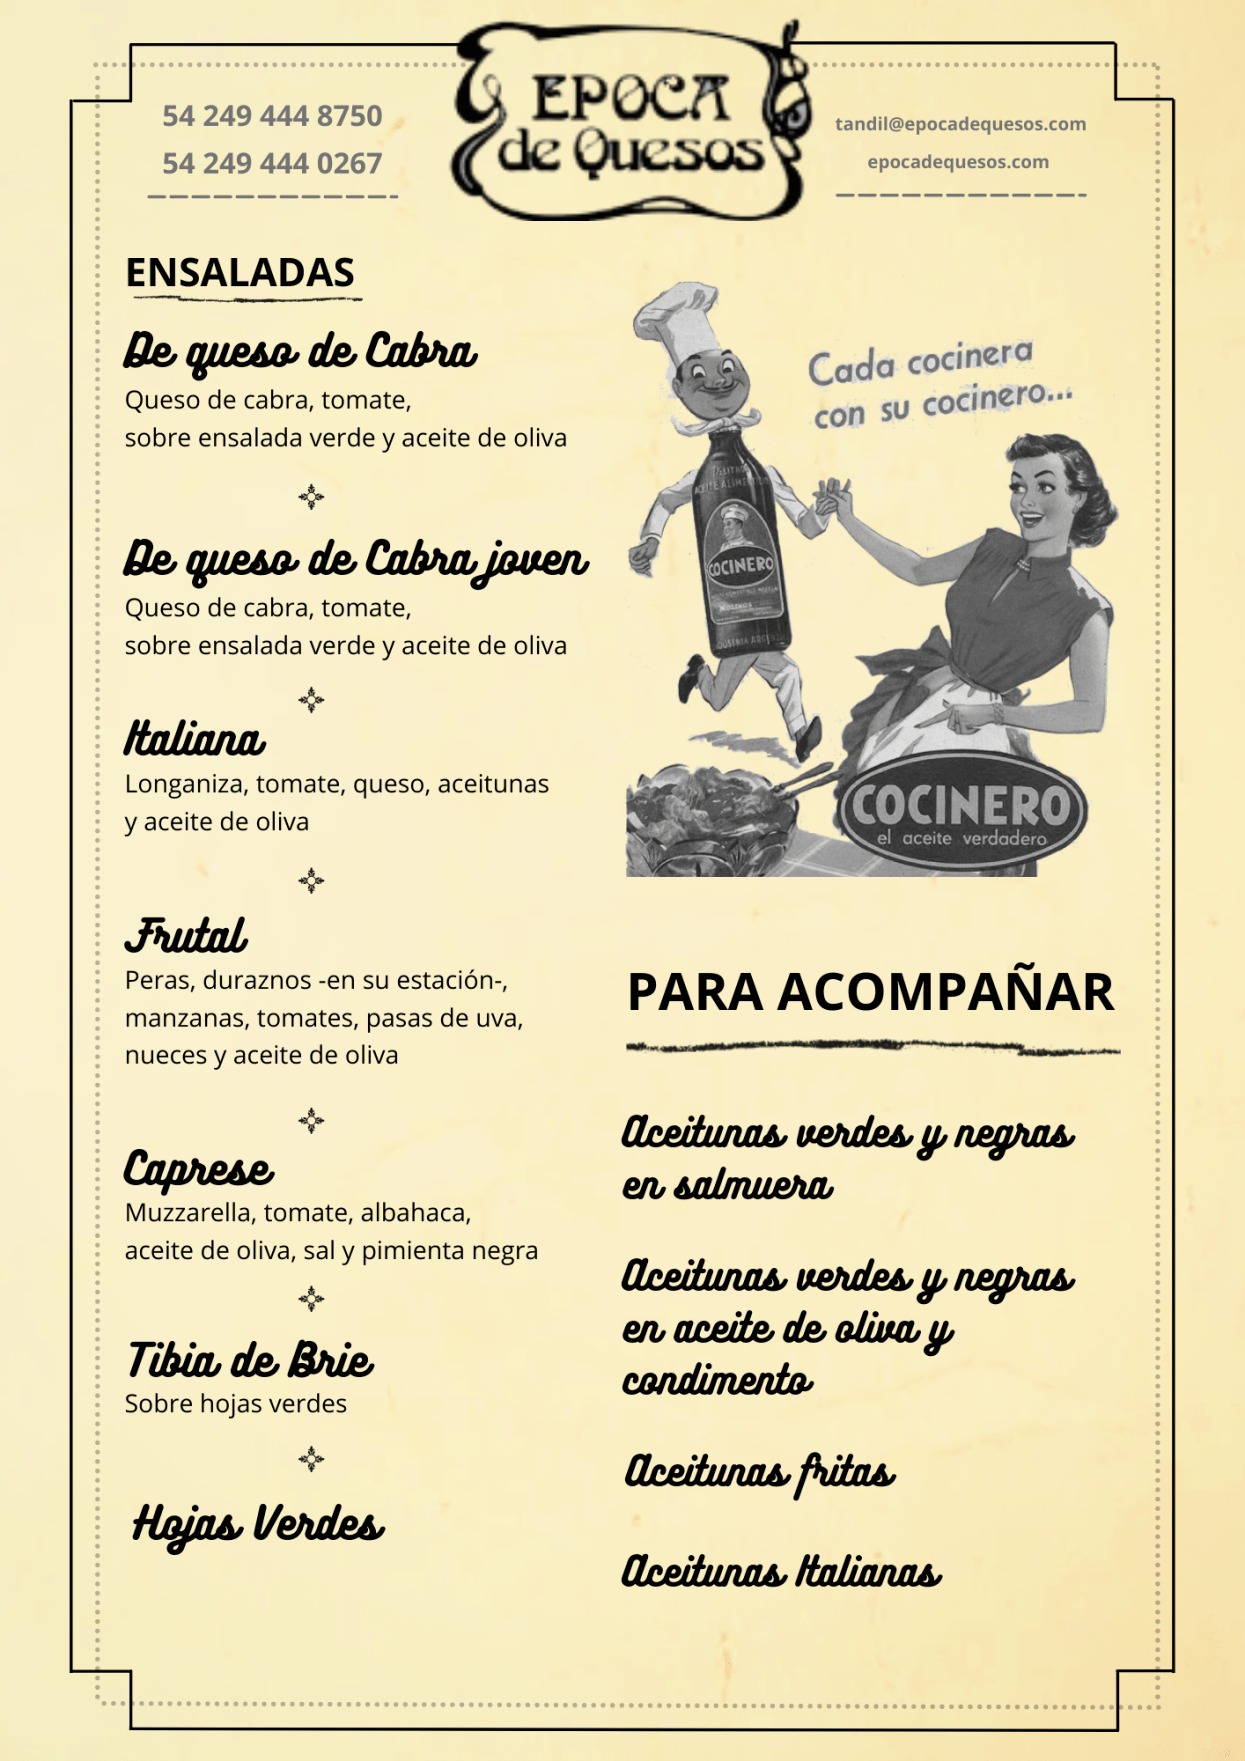 EPOCA
de Quesos
54 249 444 8750
54 249 444 0267
tandil@epocadequesos.com
epocadequesos.com
ENSALADAS
De queso de Cabra
Queso de cabra, tomate,
sobre ensalada verde y aceite de oliva
De queso de Cabra joven
Queso de cabra, tomate,
sobre ensalada verde y aceite de oliva
Italiana
Longaniza, tomate, queso, aceitunas
y aceite de oliva
Frutal
Peras, duraznos -en su estación-,
manzanas, tomates, pasas de uva,
nueces y aceite de oliva
Caprese
Muzzarella, tomate, albahaca,
aceite de oliva, sal y pimienta negra
Tibia de Brie
Sobre hojas verdes
Hojas Verdes
Cada cocinera
con su cocinero...
COCINERO
COCINERO
el aceite verdadero
PARA ACOMPAÑAR
Aceitunas verdes y negras
en salmuera
Aceitunas verdes y negras
en aceite de oliva y
condimento
Aceitunas fritas
Aceitunas Italianas